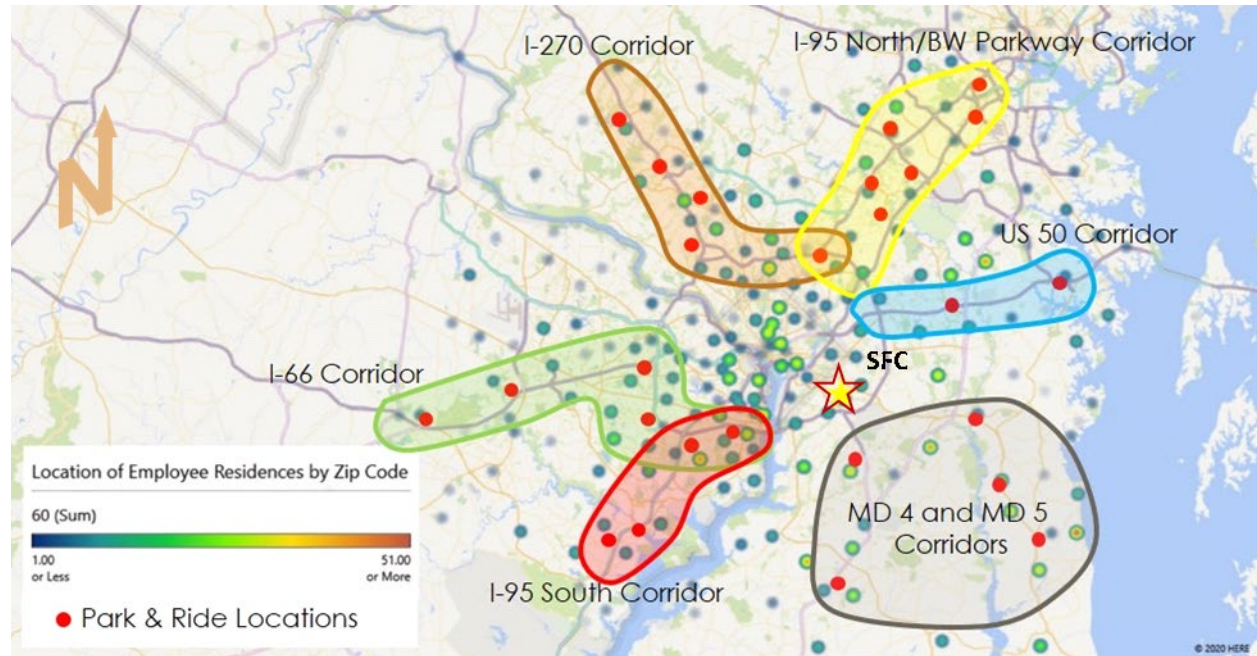 I-270 Corridor
I-95 North/BW Parkway Corridor
N
US 50 Corridor
SFC
I-66 Corridor
Location of Employee Residences by Zip Code
60 (Sum)
1.00
or Less
51.00
or More
Park & Ride Locations
MD 4 and MD 5
Corridors
I-95 South Corridor
© 2020 HERE